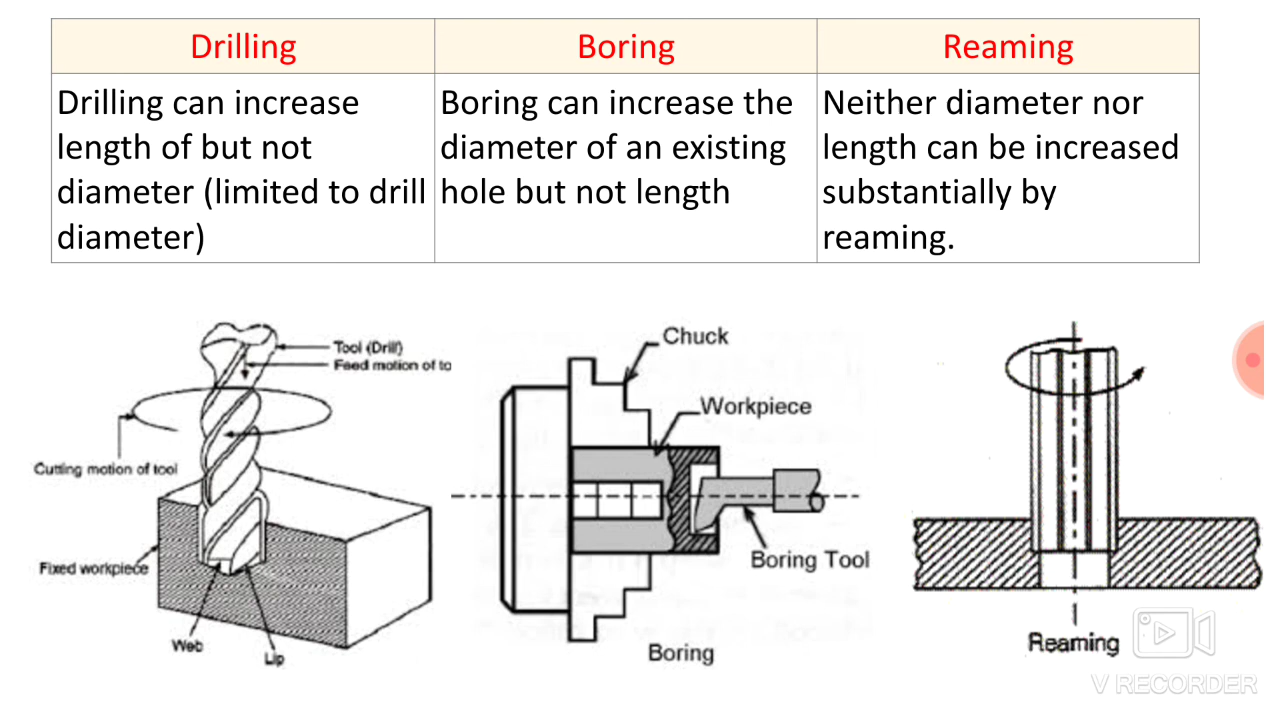 Drilling
Boring
Reaming
Drilling can increase
length of but not
diameter (limited to drill
diameter)
Boring can increase the
diameter of an existing
hole but not length
Neither diameter nor
length can be increased
substantially by
reaming.
Tool (Drill)
Feed motion of to
Cutting motion of tool
Fixed workpiece
Web
Lip
Chuck
Workpiece
Boring Tool
Boring
Reaming
V RECORDER